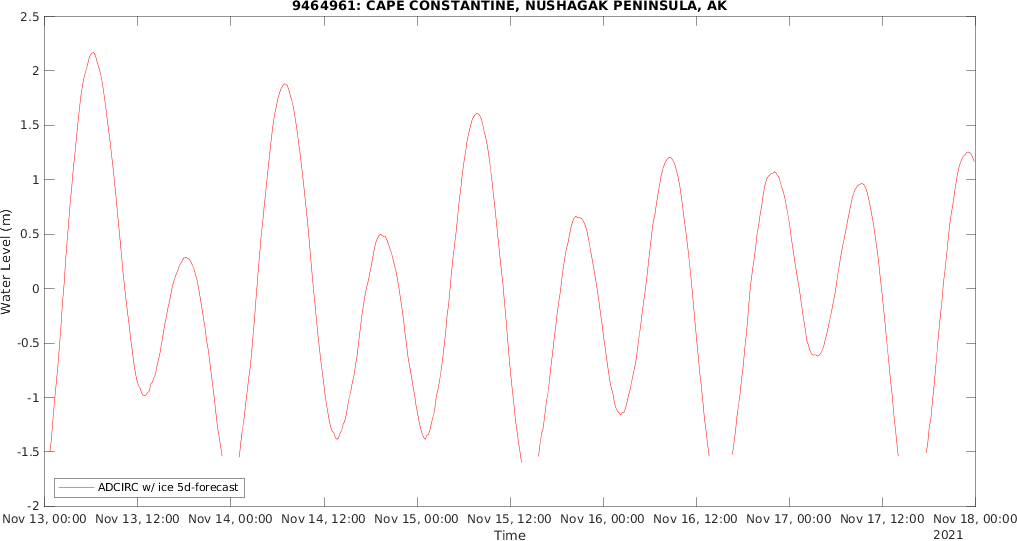 9464961: CAPE CONSTANTINE, NUSHAGAK PENINSULA, AK
2.5
2
1.5
1
0.5
0
-0.5
-1
-1.5
-2
Water Level (m)
ADCIRC w/ ice 5d-forecast
Nov 13, 00:00 Nov 13, 12:00 Nov 14, 00:00 Nov 14, 12:00 Nov 15, 00:00 Nov 15, 12:00 Nov 16, 00:00 Nov 16, 12:00 Nov 17, 00:00 Nov 17, 12:00 Nov 18, 00:00
Time
2021